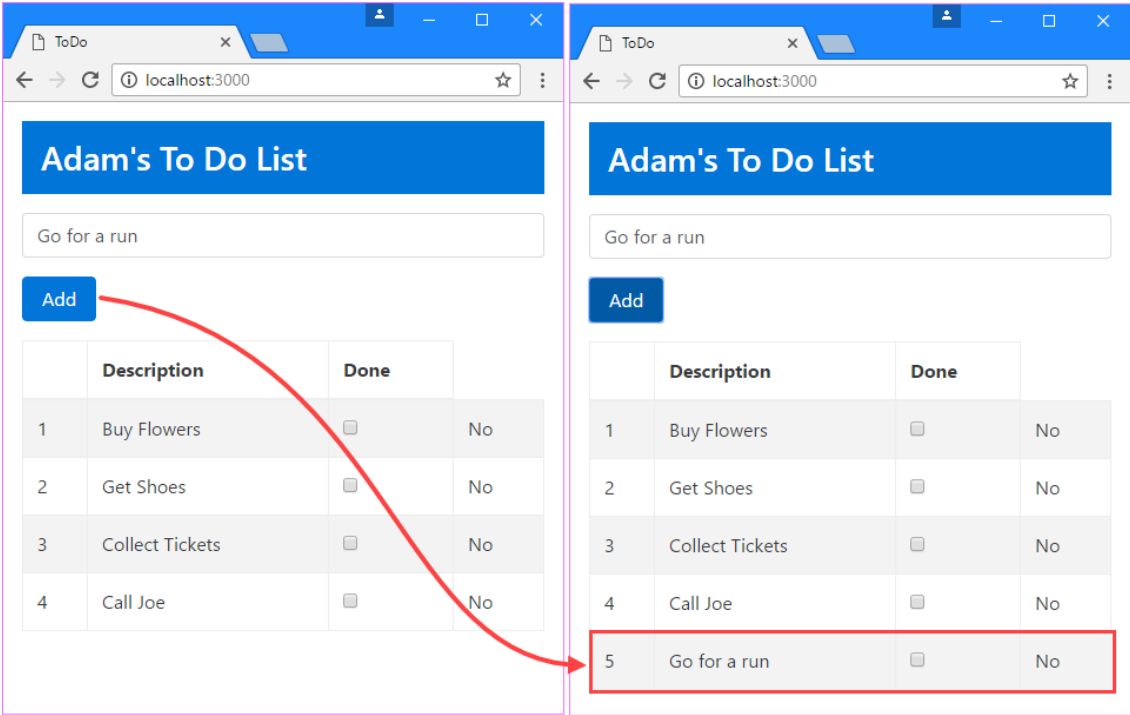 ToDo
localhost:3000
Adam's To Do List
Go for a run
Add
Description Done
1 Buy Flowers No
2 Get Shoes No
3 Collect Tickets No
4 Call Joe No
ToDo
localhost:3000
Adam's To Do List
Go for a run
Add
Description Done
1 Buy Flowers No
2 Get Shoes No
3 Collect Tickets No
4 Call Joe No
5 Go for a run No